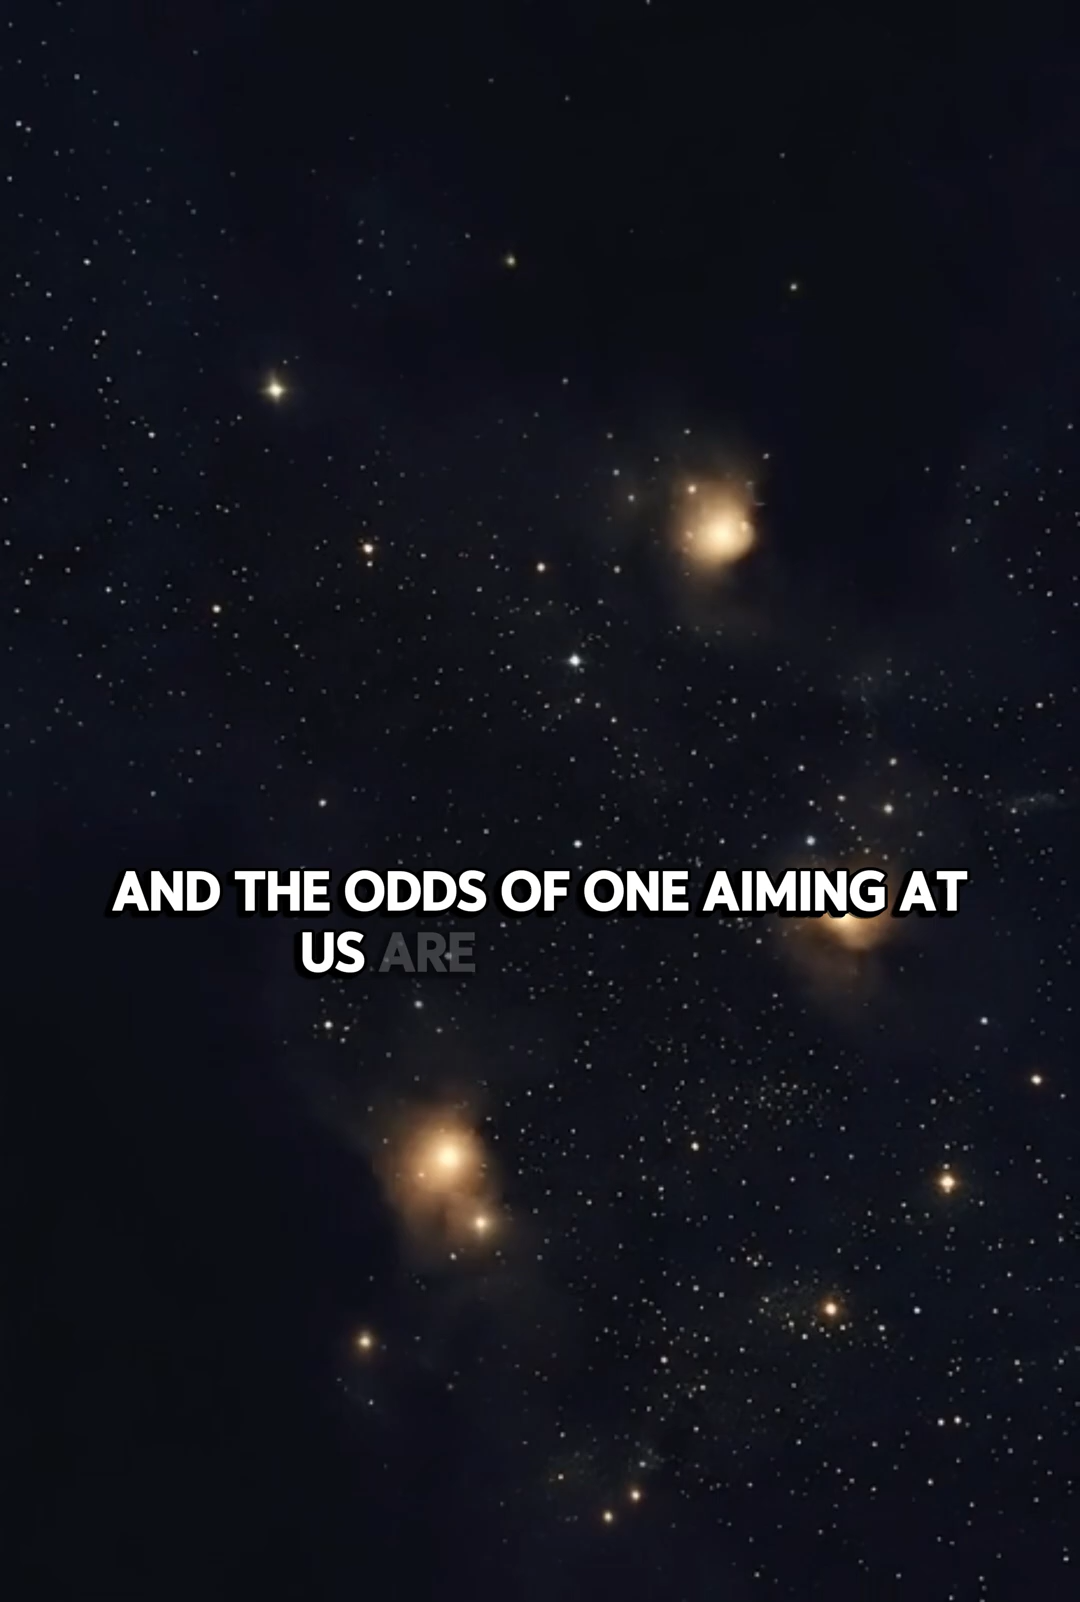 AND THE ODDS OF ONE AIMING AT
US ARE